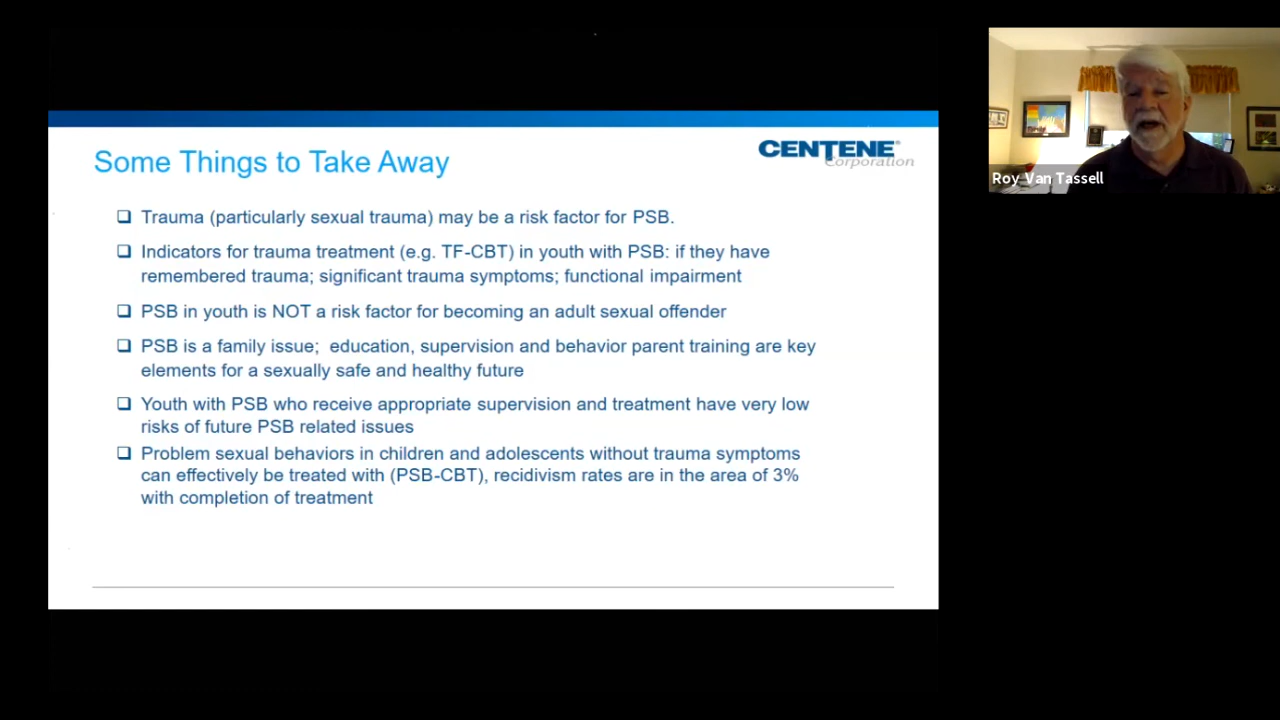 Some Things to Take Away
CENTENE®
Corporation
Trauma (particularly sexual trauma) may be a risk factor for PSB.
Indicators for trauma treatment (e.g. TF-CBT) in youth with PSB: if they have
remembered trauma; significant trauma symptoms; functional impairment
PSB in youth is NOT a risk factor for becoming an adult sexual offender
PSB is a family issue;  education, supervision and behavior parent training are key
elements for a sexually safe and healthy future
Youth with PSB who receive appropriate supervision and treatment have very low
risks of future PSB related issues
Problem sexual behaviors in children and adolescents without trauma symptoms
can effectively be treated with (PSB-CBT), recidivism rates are in the area of 3%
with completion of treatment
Roy Van Tassell